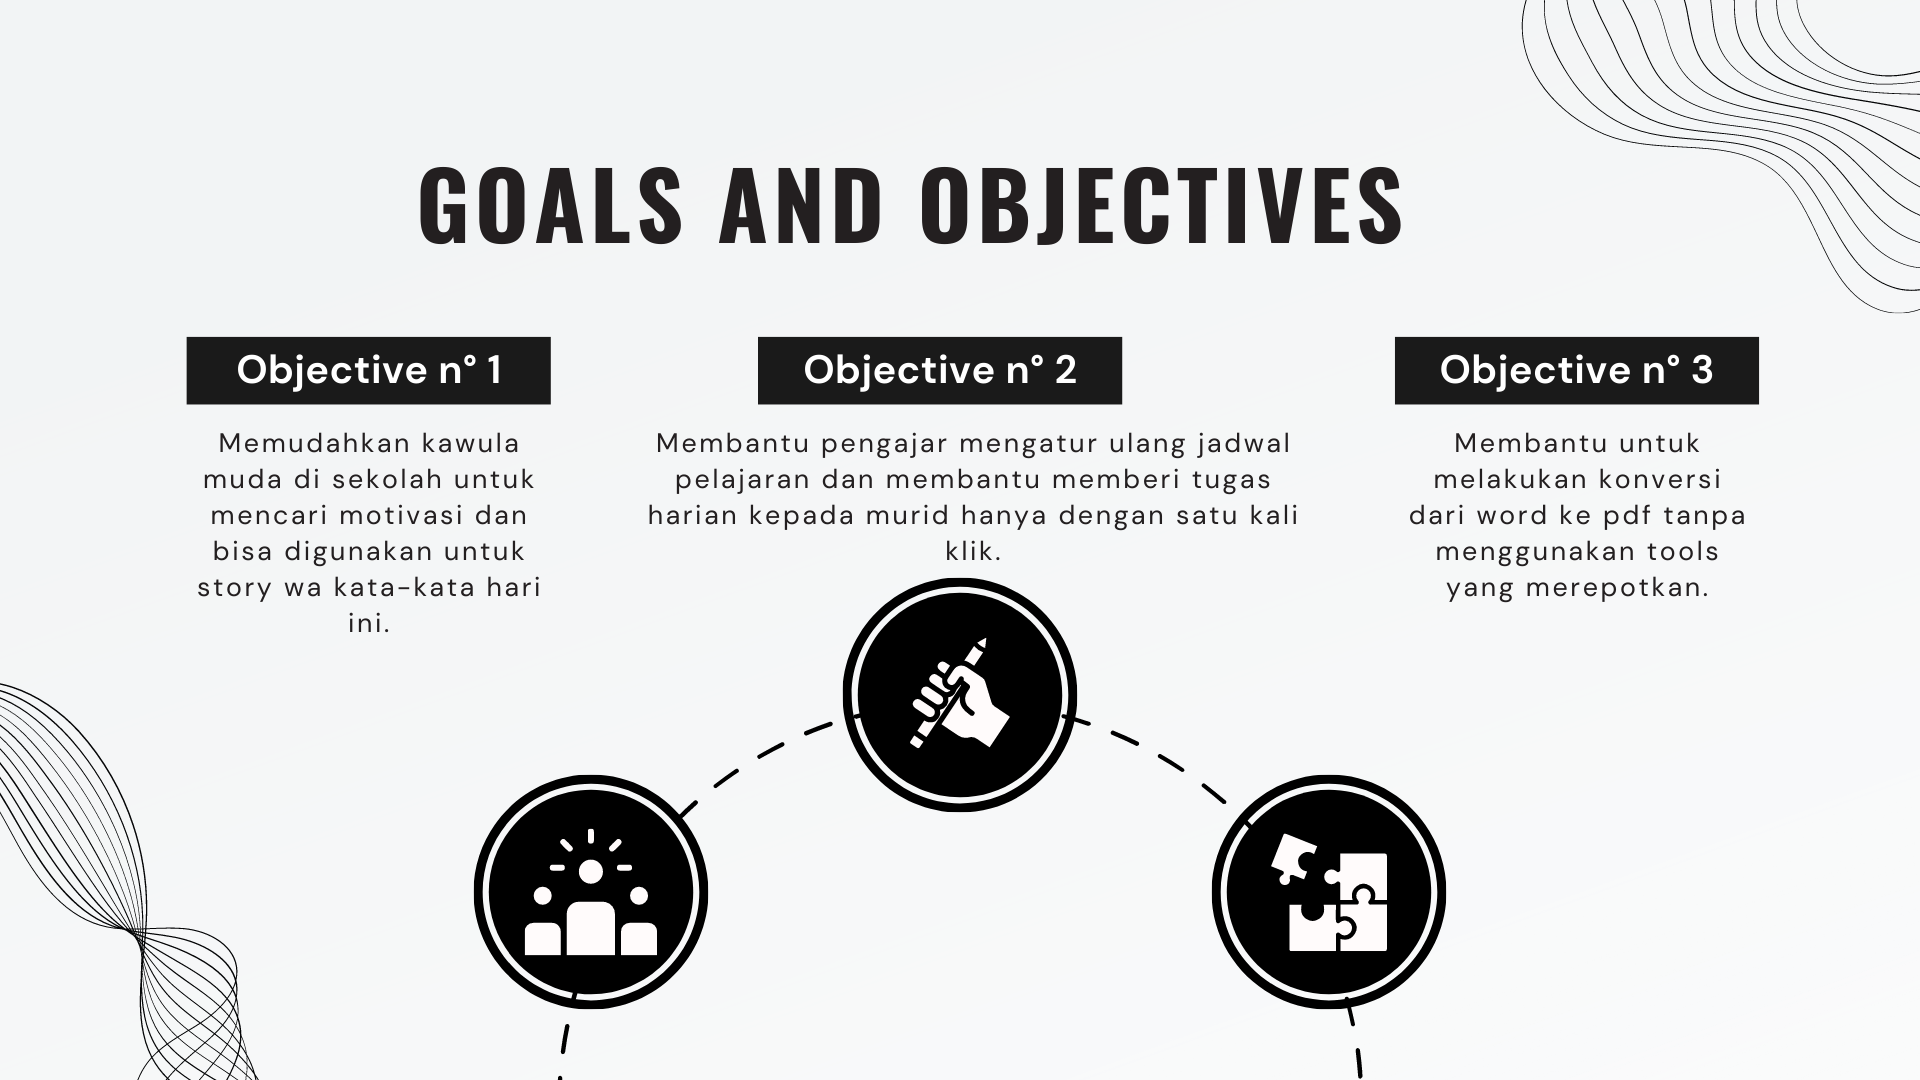 GOALS AND OBJECTIVES
Objective n° 1
Memudahkan kawula
muda di sekolah untuk
mencari motivasi dan
bisa digunakan untuk
story wa kata-kata hari
ini.
Objective n° 2
Membantu pengajar mengatur ulang jadwal
pelajaran dan membantu memberi tugas
harian kepada murid hanya dengan satu kali
klik.
Objective n° 3
Membantu untuk
melakukan konversi
dari word ke pdf tanpa
menggunakan tools
yang merepotkan.